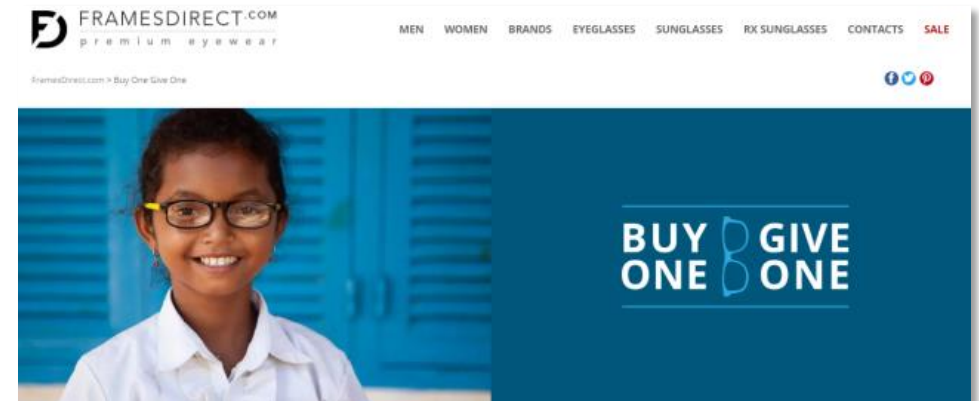 FRAMESDIRECT.COM
premium eyewear
MEN WOMEN BRANDS EYEGLASSES SUNGLASSES RX SUNGLASSES CONTACTS SALE
FramesDirect.com > Buy One Give One
BUY GIVE
ONE ONE